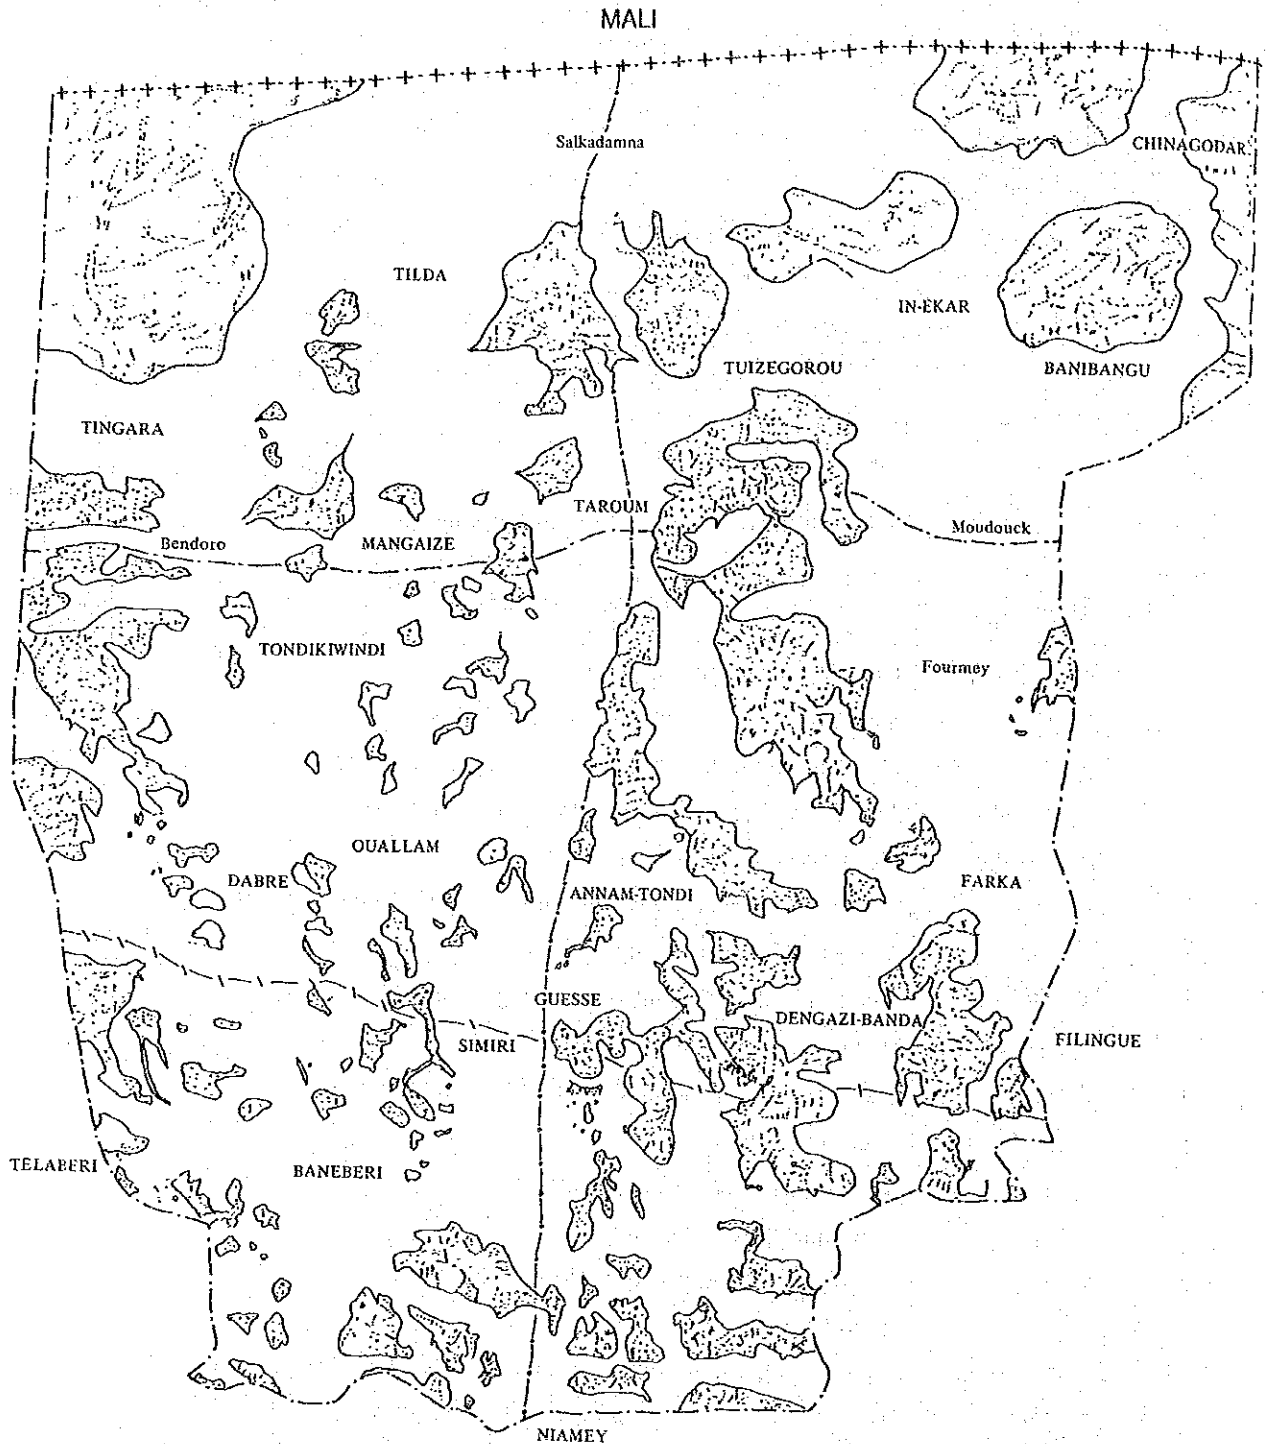 MALI
Salkadamna
CHINAGODAR
TILDA
IN-EKAR
TUIZEGOROU
BANIBANGU
TINGARA
TAROUM
Moudouck
Bendoro
MANGAIZE
TONDIKIWINDI
Fourmey
OUALLAM
DABRE
ANNAM-TONDI
FARKA
GUESSE
DENGAZI-BANDA
SIMIRI
FILINGUE
TELABERI
BANEBERI
NIAMEY